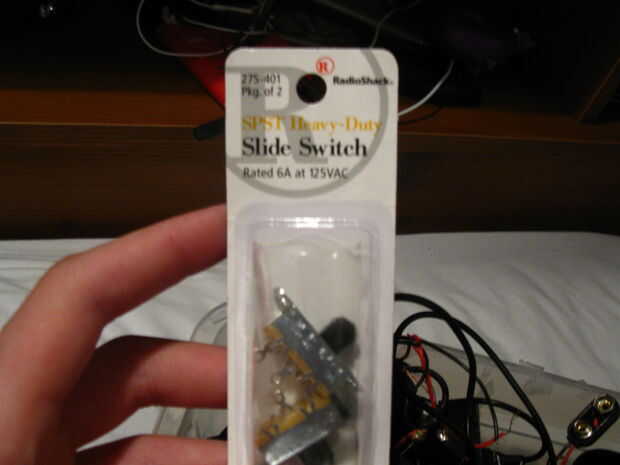 275-401
Pkg. of 2
R
RadioShack
SPST Heavy-Duty
Slide Switch
Rated 6A at 125VAC